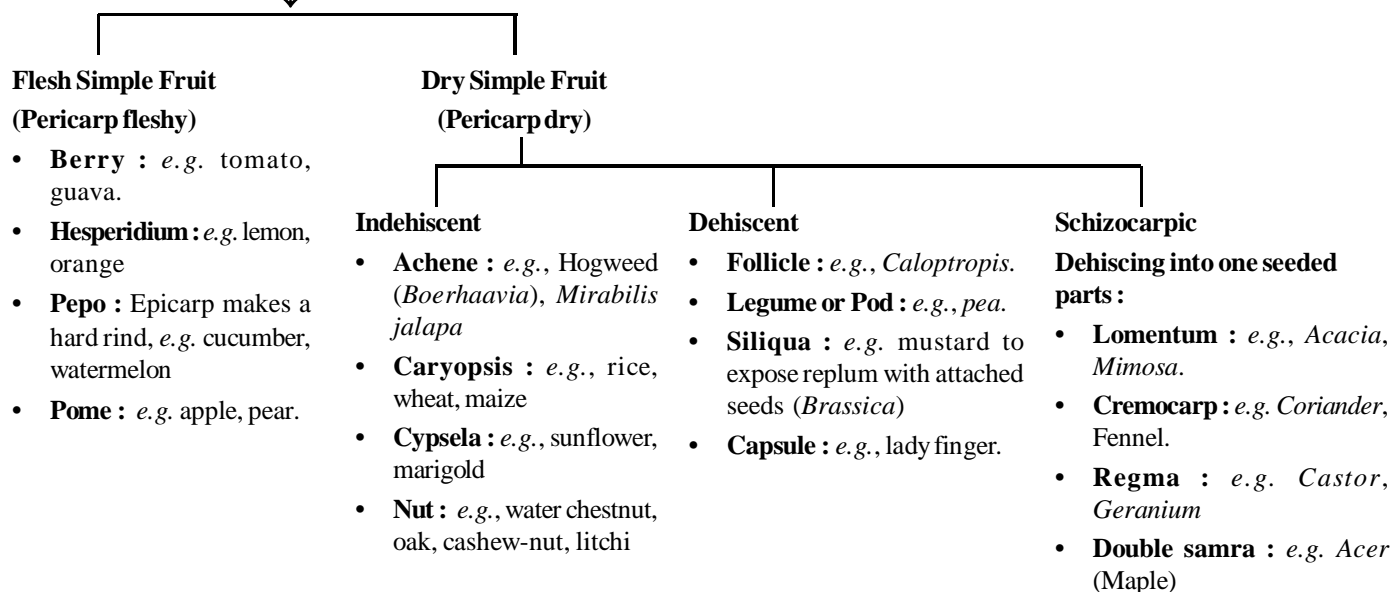 Flesh Simple Fruit
(Pericarp fleshy)
• Berry : e.g. tomato,
guava.
• Hesperidium : e.g. lemon,
orange
• Pepo : Epicarp makes a
hard rind, e.g. cucumber,
watermelon
• Pome : e.g. apple, pear.
Dry Simple Fruit
(Pericarp dry)
Indehiscent
• Achene : e.g., Hogweed
(Boerhaavia), Mirabilis
jalapa
• Caryopsis : e.g., rice,
wheat, maize
• Cypsela : e.g., sunflower,
marigold
• Nut : e.g., water chestnut,
oak, cashew-nut, litchi
Dehiscent
• Follicle : e.g., Caloptropis.
• Legume or Pod : e.g., pea.
• Siliqua : e.g. mustard to
expose replum with attached
seeds (Brassica)
• Capsule : e.g., lady finger.
Schizocarpic
Dehiscing into one seeded
parts :
• Lomentum : e.g., Acacia,
Mimosa.
• Cremocarp : e.g. Coriander,
Fennel.
• Regma : e.g. Castor,
Geranium
• Double samra : e.g. Acer
(Maple)